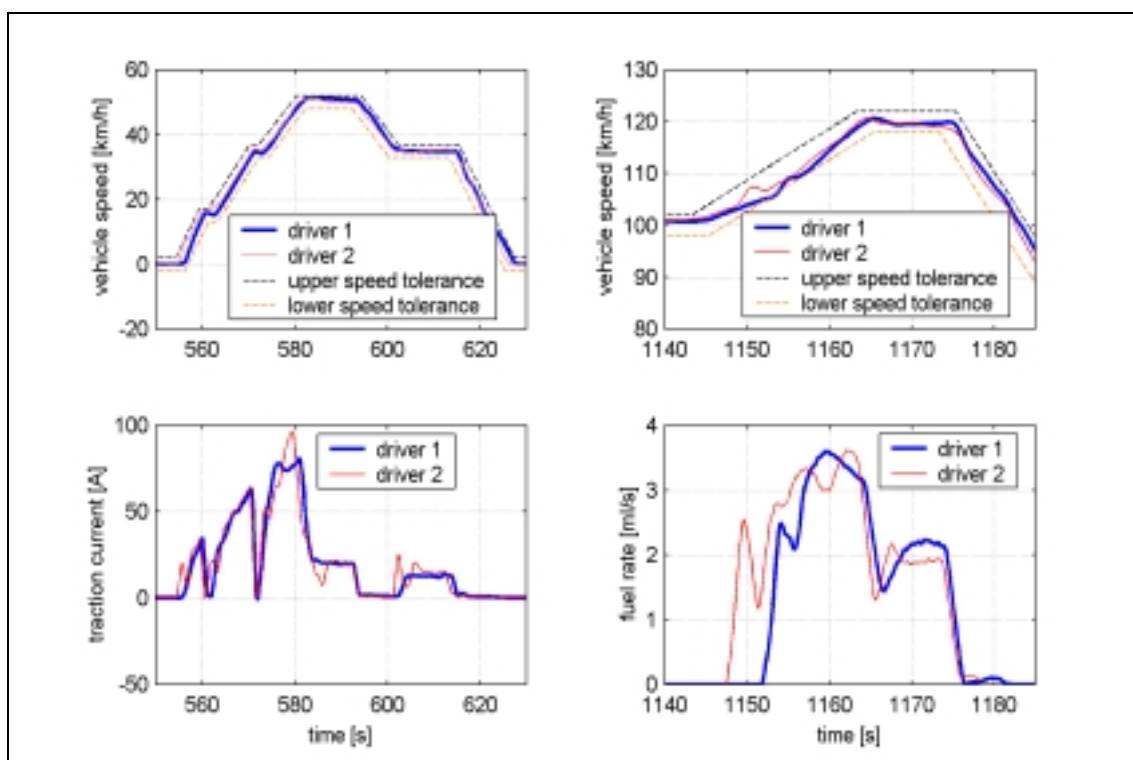 60
40
20
0
-20
vehicle speed [km/h]
560 580 600 620
driver 1
driver 2
upper speed tolerance
lower speed tolerance
130
120
110
100
90
80
vehicle speed [km/h]
1140 1150 1160 1170 1180
driver 1
driver 2
upper speed tolerance
lower speed tolerance
100
50
0
-50
traction current [A]
560 580 600 620
time [s]
driver 1
driver 2
4
3
2
1
0
fuel rate [ml/s]
1140 1150 1160 1170 1180
time [s]
driver 1
driver 2